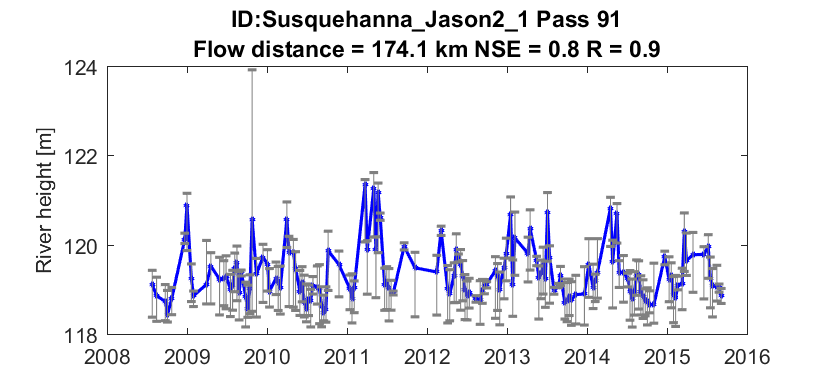 ID:Susquehanna_Jason2_1 Pass 91
Flow distance = 174.1 km NSE = 0.8 R = 0.9
River height [m]
124
122
120
118
2008 2009 2010 2011 2012 2013 2014 2015 2016